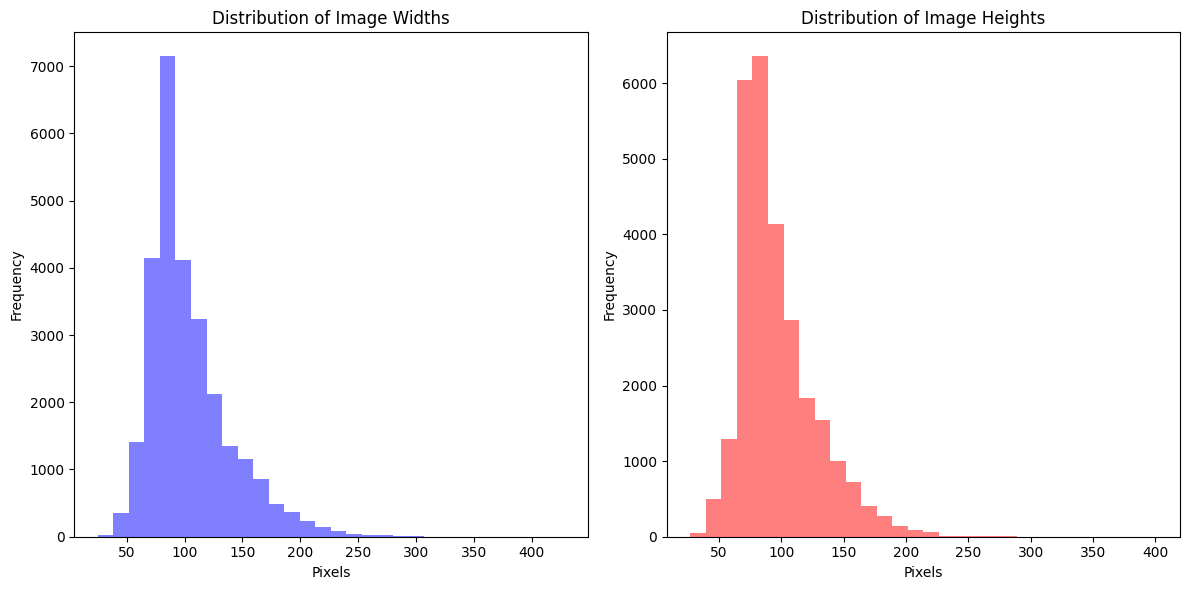 Distribution of Image Widths
Frequency
7000
6000
5000
4000
3000
2000
1000
0
50 100 150 200 250 300 350 400
Pixels
Distribution of Image Heights
Frequency
6000
5000
4000
3000
2000
1000
0
50 100 150 200 250 300 350 400
Pixels